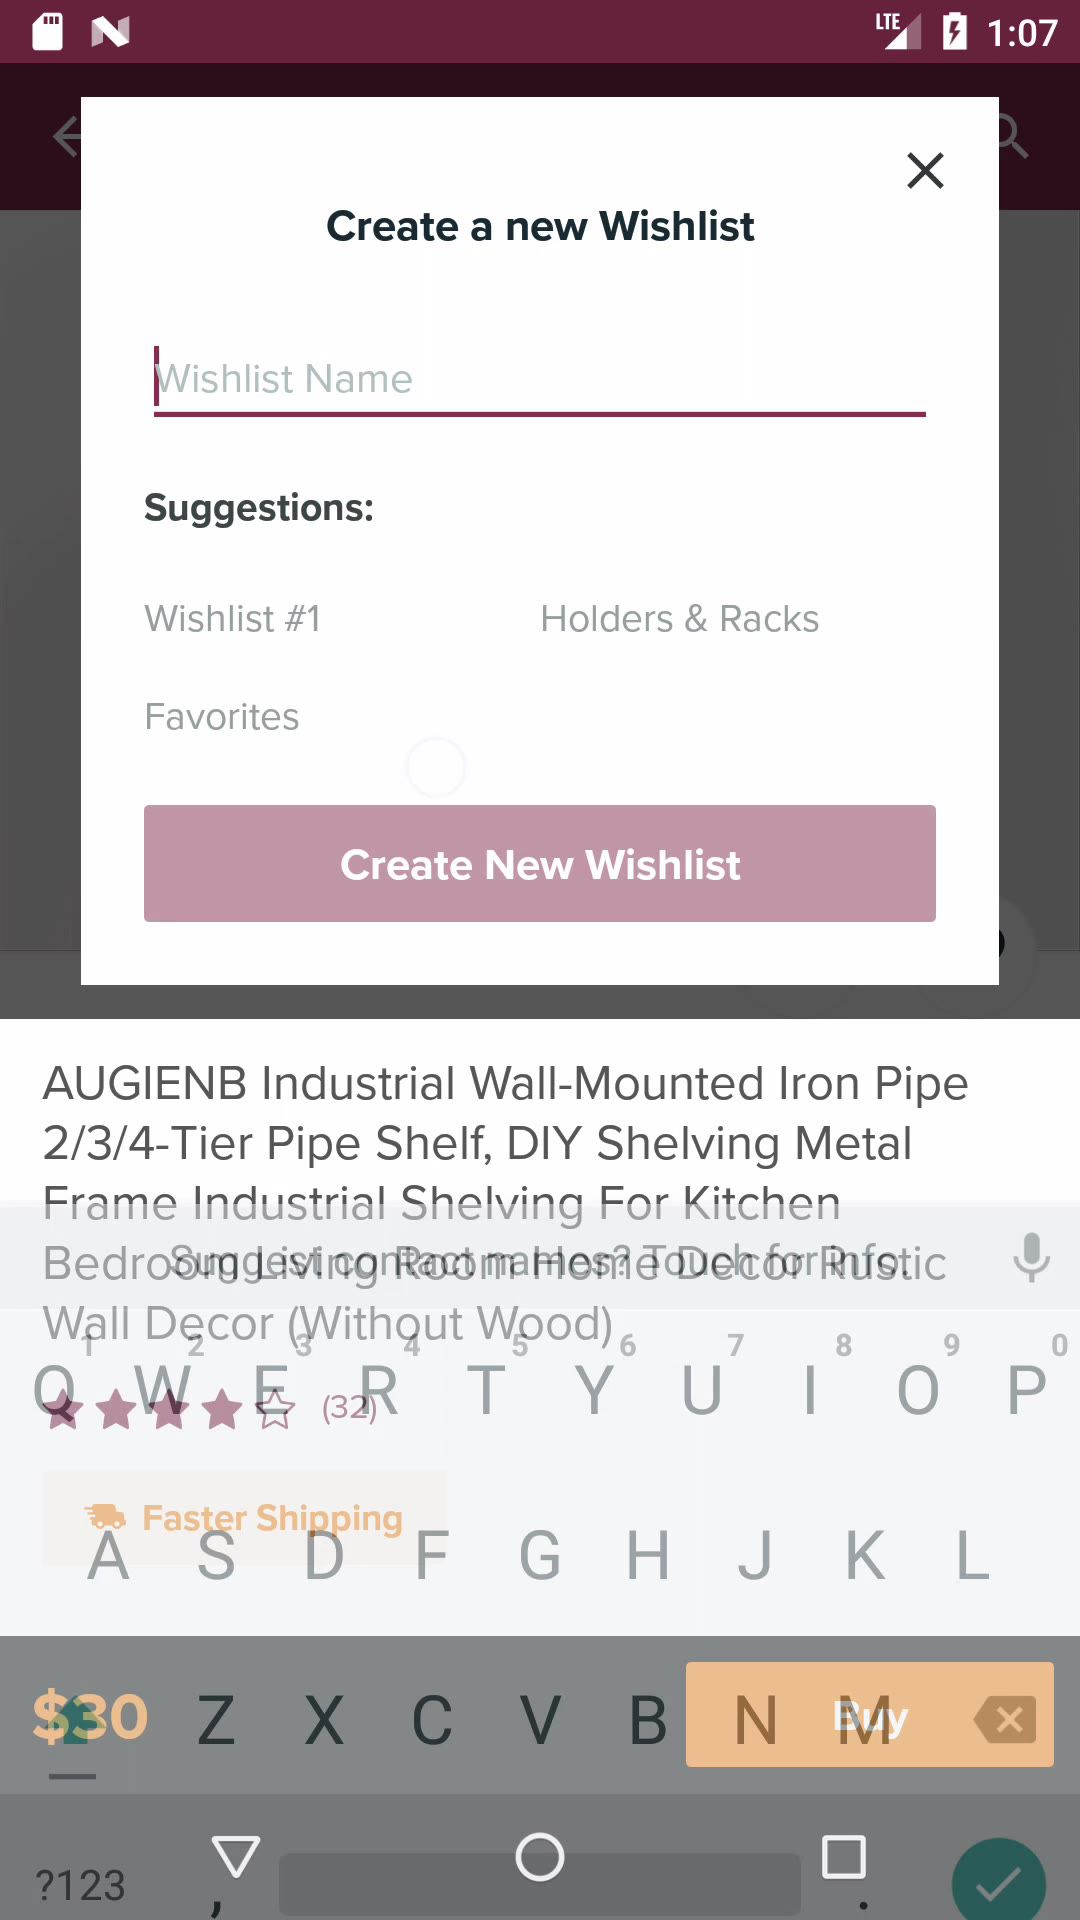 LTE 1:07
Create a new Wishlist
Wishlist Name
Suggestions:
Wishlist #1 Holders & Racks
Favorites
Create New Wishlist
AUGIENB Industrial Wall-Mounted Iron Pipe
2/3/4-Tier Pipe Shelf, DIY Shelving Metal
Frame Industrial Shelving For Kitchen
Bedroom Living Room Home Decor Rustic
Suggest contact names? Touch for info.
Wall Decor (Without Wood)
1 2 3 4 5 6 7 8 9 0
Q W E R T Y U I O P
(32)
Faster Shipping
A S D F G H J K L
$30 Buy
Z X C V B N M
?123 , .